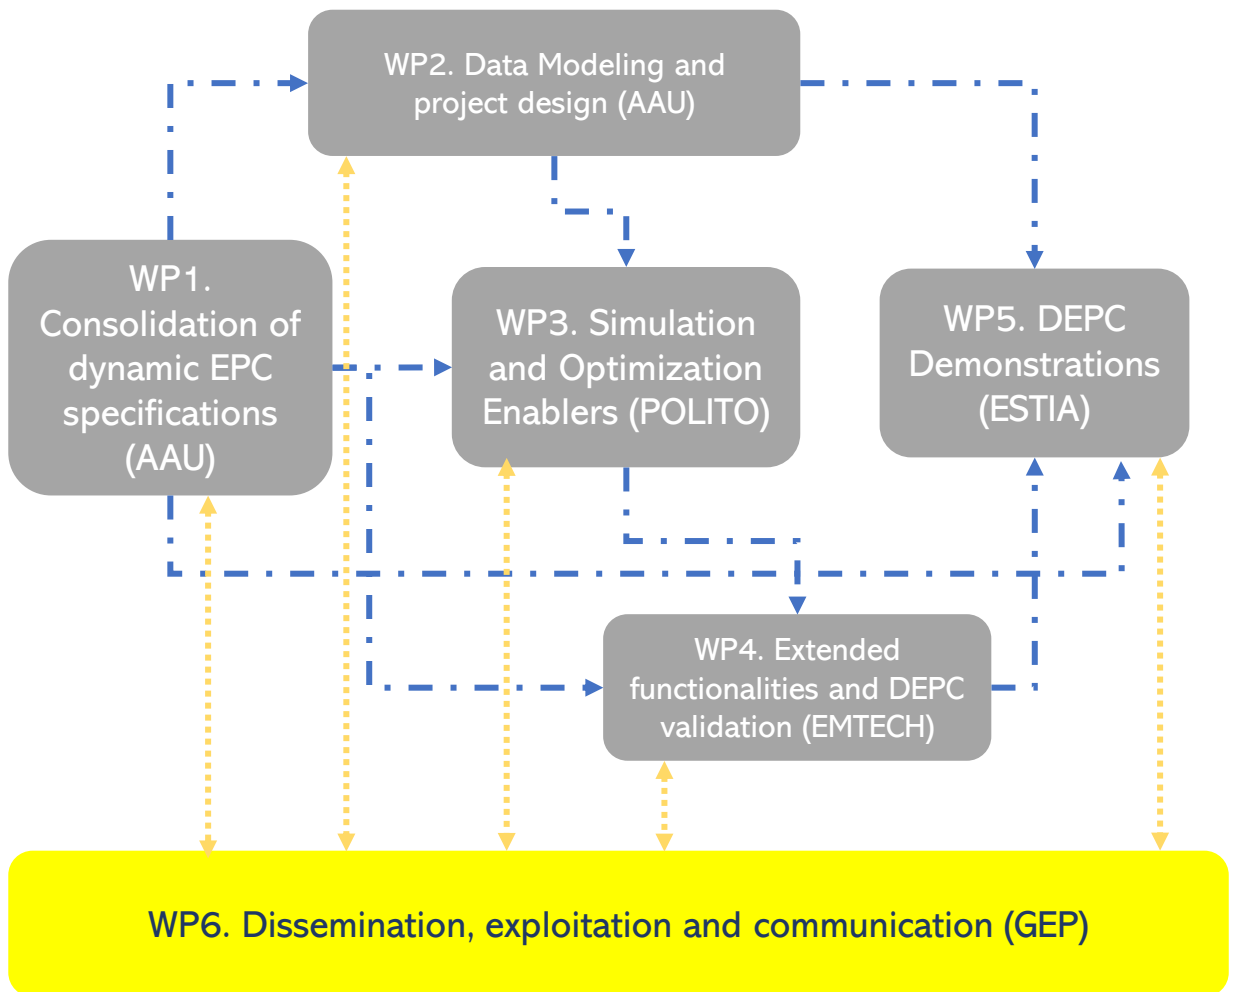 WP2. Data Modeling and
project design (AAU)
WP1.
Consolidation of
dynamic EPC
specifications
(AAU)
WP3. Simulation
and Optimization
Enablers (POLITO)
WP5. DEPC
Demonstrations
(ESTIA)
WP4. Extended
functionalities and DEPC
validation (EMTECH)
WP6. Dissemination, exploitation and communication (GEP)